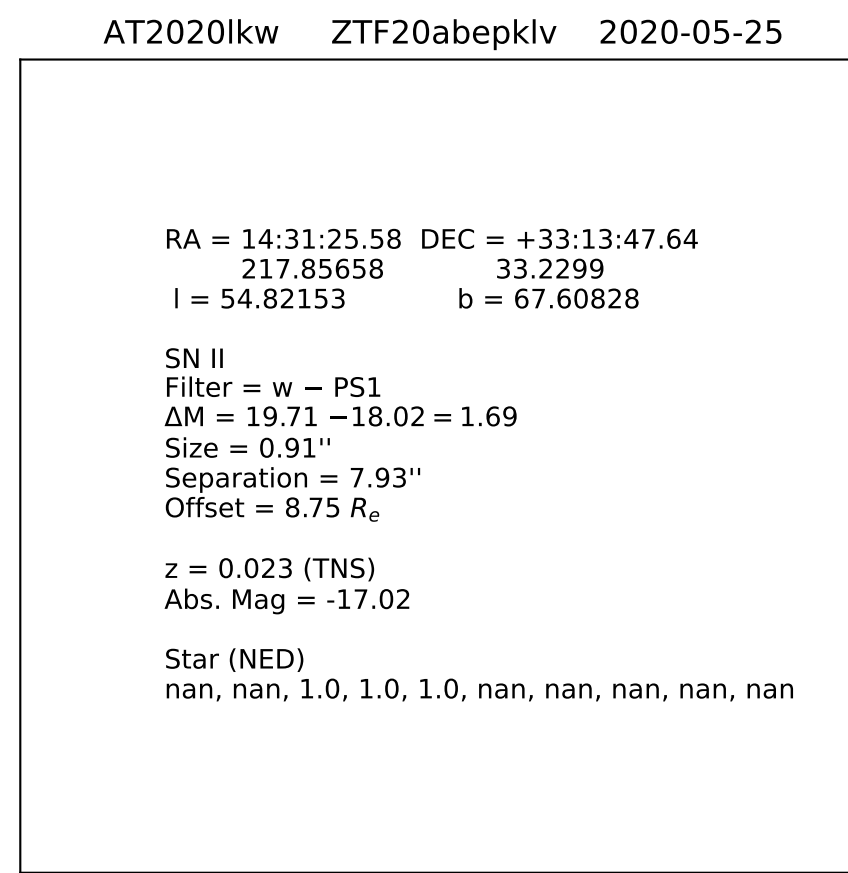 AT2020lkw ZTF20abepklv 2020-05-25
RA = 14:31:25.58 DEC = +33:13:47.64
217.85658 33.2299
l = 54.82153 b = 67.60828
SN II
Filter = w − PS1
ΔM = 19.71 −18.02 = 1.69
Size = 0.91''
Separation = 7.93''
Offset = 8.75 Re
z = 0.023 (TNS)
Abs. Mag = -17.02
Star (NED)
nan, nan, 1.0, 1.0, 1.0, nan, nan, nan, nan, nan